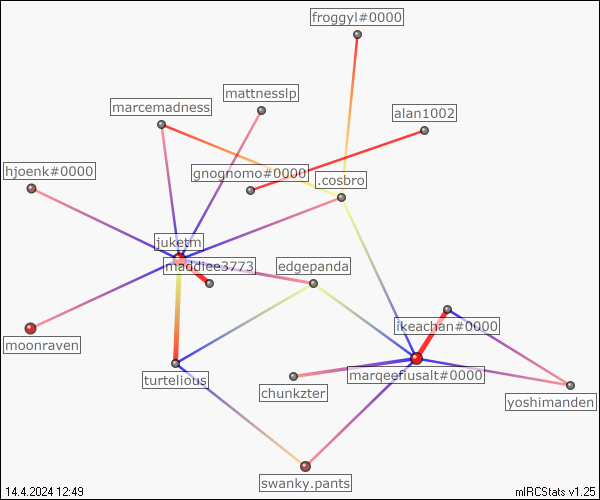 froggyl#0000
mattnesslp
marcemadness
alan1002
hjoenk#0000
gnognomo#0000
.cosbro
juketm
maddiee3773
edgepanda
ikeachan#0000
moonraven
marqeefiusalt#0000
turtelious
chunkzter
yoshimanden
swanky.pants
14.4.2024 12:49
mIRCStats v1.25